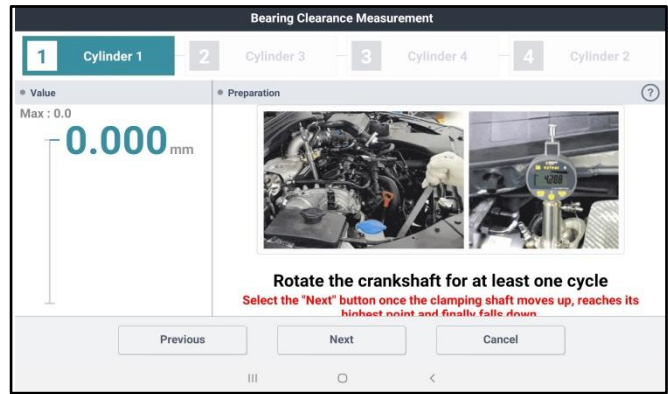 Bearing Clearance Measurement
1 Cylinder 1
2 Cylinder 3
3 Cylinder 4
4 Cylinder 2
Value
Preparation
?
Max : 0.0
0.000 mm
Rotate the crankshaft for at least one cycle
Select the "Next" button once the clamping shaft moves up, reaches its
highest point and finally falls down
Previous
Next
Cancel